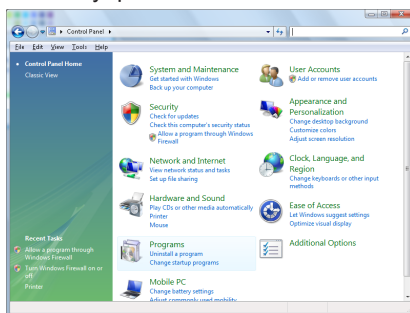 Control Panel
File Edit View Tools Help
Control Panel Home
Classic View
System and Maintenance
Get started with Windows
Back up your computer
Security
Check for updates
Check this computer's security status
Allow a program through Windows
Firewall
Network and Internet
View network status and tasks
Set up file sharing
Hardware and Sound
Play CDs or other media automatically
Printer
Mouse
Programs
Uninstall a program
Change startup programs
Mobile PC
Change battery settings
Adjust commonly used mobility
User Accounts
Add or remove user accounts
Appearance and
Personalization
Change desktop background
Customize colors
Adjust screen resolution
Clock, Language, and
Region
Change keyboards or other input
methods
Ease of Access
Let Windows suggest settings
Optimize visual display
Additional Options
Recent Tasks
Allow a program through
Windows Firewall
Turn Windows Firewall on or
off
Printer